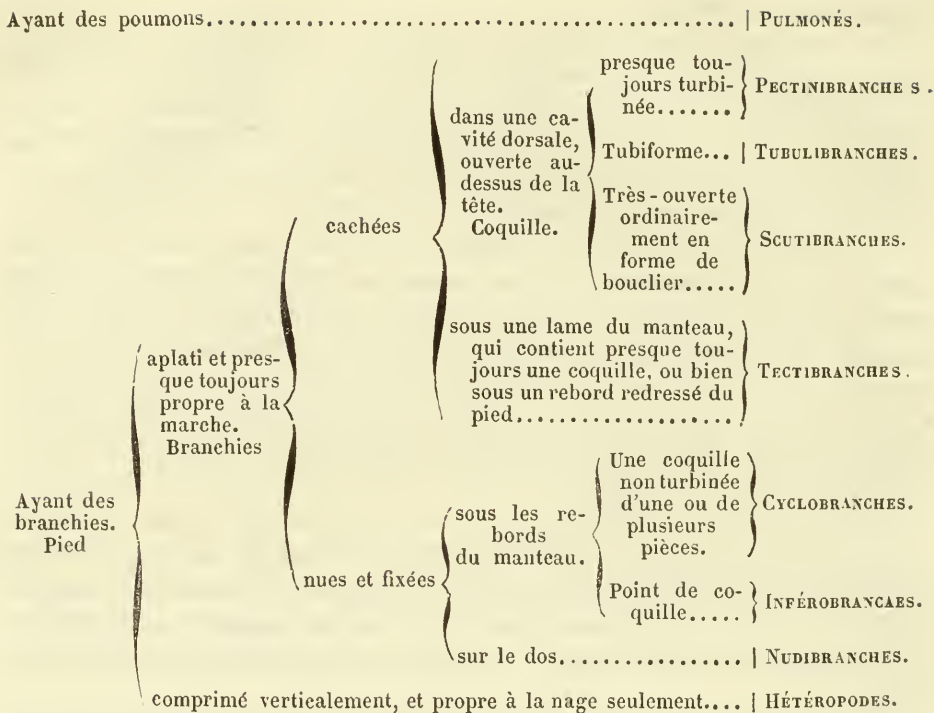 Ayant des poumons........................................................ | PULMONÉS.
presque tou-
jours turbi-
née....... PECTINIBRANCHE S .
dans une ca-
vité dorsale,
ouverte au-
dessus de la
tête.
Coquille.
Tubiforme... | TUBULIBRANCHES.
Très-ouverte
ordinaire-
ment en
forme de
bouclier..... SCUTIBRANCHES.
cachées
sous une lame du manteau,
qui contient presque tou-
jours une coquille, ou bien
sous un rebord redressé du
pied................... TECTIBRANCHES.
aplati et pres-
que toujours
propre à la
marche.
Branchies
Ayant des
branchies.
Pied
Une coquille
non turbinée
d'une ou de
plusieurs
pièces. CYCLOBRANCHES.
sous les re-
bords
du manteau.
nues et fixées
Point de co-
quille..... INFÉROBRANCAES.
sur le dos.................. | NUDIBRANCHES.
comprimé verticalement, et propre à la nage seulement.... | HÉTÉROPODES.